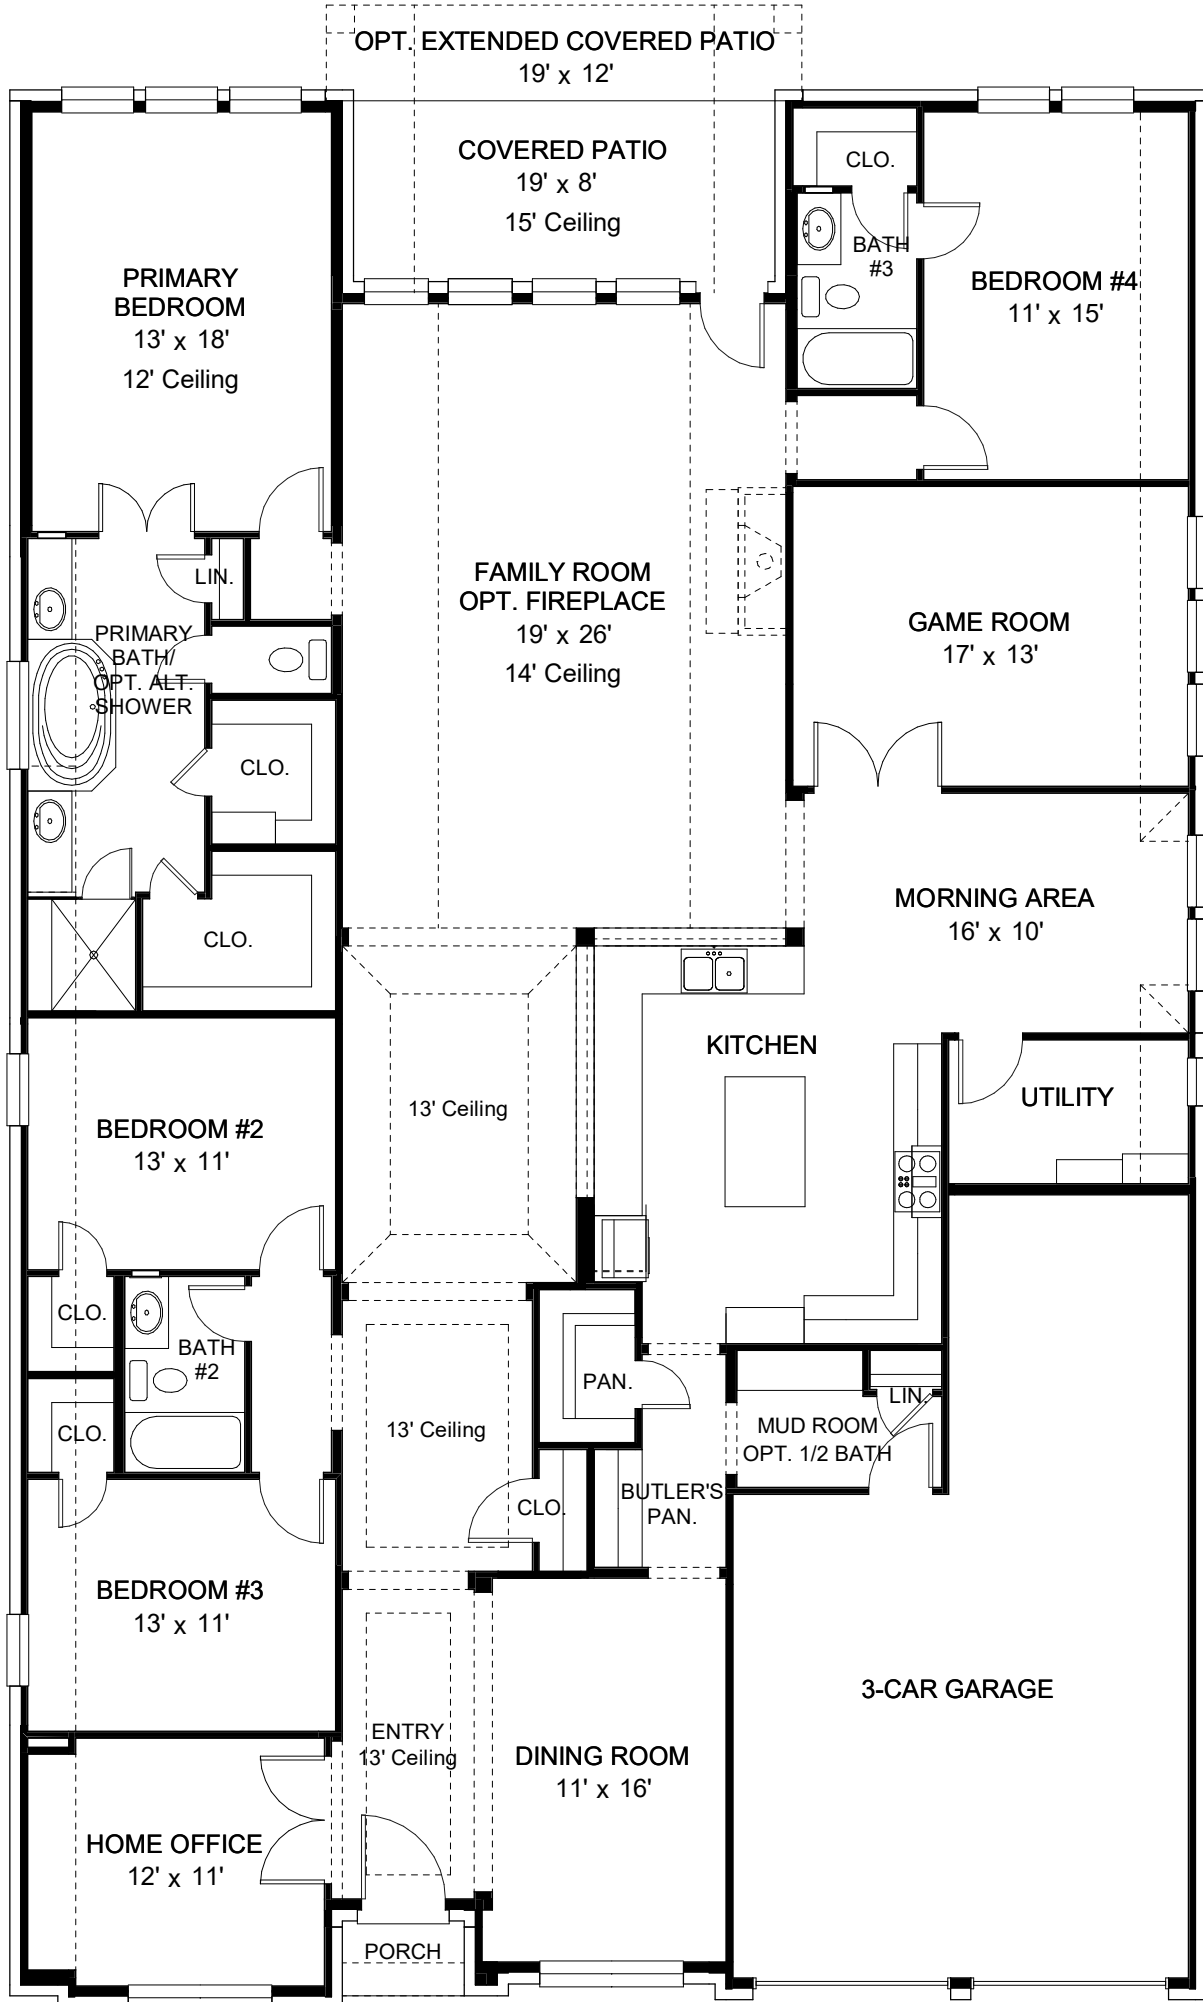 OPT. EXTENDED COVERED PATIO
19' x 12'
COVERED PATIO
19' x 8'
15' Ceiling
CLO.
BATH
#3
BEDROOM #4
11' x 15'
PRIMARY
BEDROOM
13' x 18'
12' Ceiling
LIN.
FAMILY ROOM
OPT. FIREPLACE
19' x 26'
14' Ceiling
GAME ROOM
17' x 13'
PRIMARY
BATH/
OPT. ALT.
SHOWER
CLO.
CLO.
MORNING AREA
16' x 10'
KITCHEN
UTILITY
13' Ceiling
BEDROOM #2
13' x 11'
CLO.
BATH
#2
CLO.
13' Ceiling
PAN.
LIN.
MUD ROOM
OPT. 1/2 BATH
CLO.
BUTLER'S
PAN.
BEDROOM #3
13' x 11'
3-CAR GARAGE
ENTRY
13' Ceiling
DINING ROOM
11' x 16'
HOME OFFICE
12' x 11'
PORCH